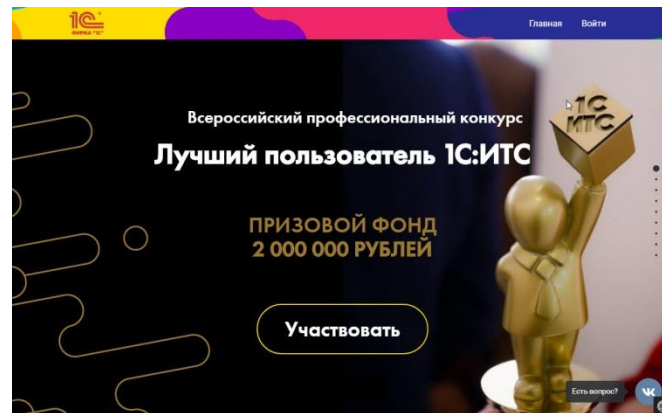 1С
ФИРМА "1С"
Главная Войти
Всероссийский профессиональный конкурс
Лучший пользователь 1С:ИТС
ПРИЗОВОЙ ФОНД
2 000 000 РУБЛЕЙ
Участвовать
1С
ИТС
Есть вопрос?